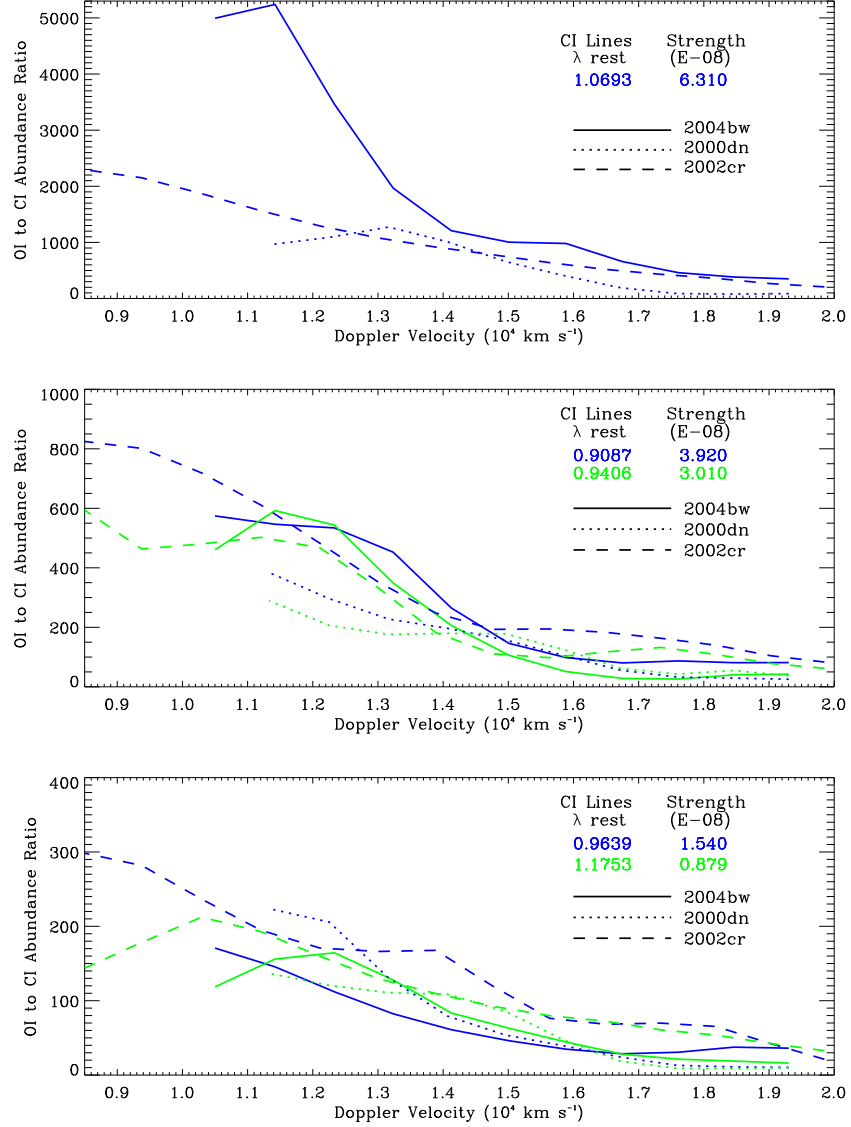 5000
4000
3000
2000
1000
0
OI to CI Abundance Ratio
CI Lines Strength
λ rest (E−08)
1.0693 6.310
2004bw
2000dn
2002cr
0.9 1.0 1.1 1.2 1.3 1.4 1.5 1.6 1.7 1.8 1.9 2.0
Doppler Velocity (10⁴ km s⁻¹)
1000
800
600
400
200
0
OI to CI Abundance Ratio
CI Lines Strength
λ rest (E−08)
0.9087 3.920
0.9406 3.010
2004bw
2000dn
2002cr
0.9 1.0 1.1 1.2 1.3 1.4 1.5 1.6 1.7 1.8 1.9 2.0
Doppler Velocity (10⁴ km s⁻¹)
400
300
200
100
0
OI to CI Abundance Ratio
CI Lines Strength
λ rest (E−08)
0.9639 1.540
1.1753 0.879
2004bw
2000dn
2002cr
0.9 1.0 1.1 1.2 1.3 1.4 1.5 1.6 1.7 1.8 1.9 2.0
Doppler Velocity (10⁴ km s⁻¹)